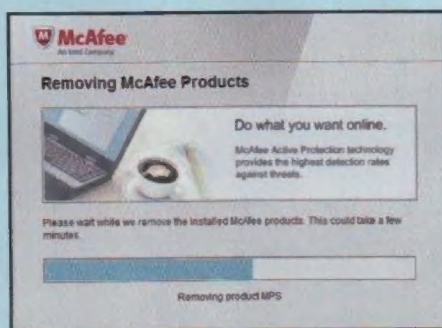 McAfee
An Intel Company
Removing McAfee Products
Do what you want online.
McAfee Active Protection technology
provides the highest detection rates
against threats.
Please wait while we remove the installed McAfee products. This could take a few
minutes.
Removing product MPS